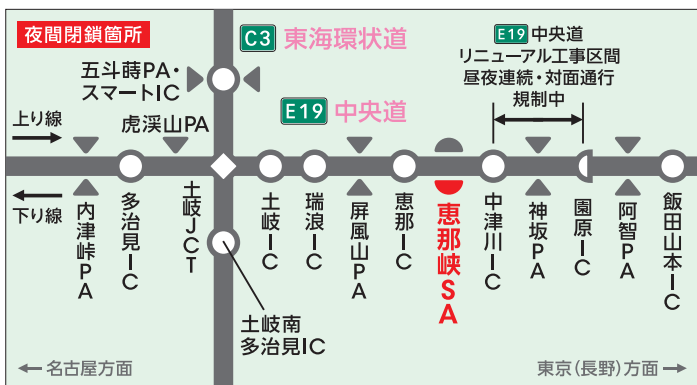 夜間閉鎖箇所
C3 東海環状道
E19 中央道
リニューアル工事区間
昼夜連続・対面通行
規制中
五斗蒔PA・
スマートIC
E19 中央道
上り線
虎渓山PA
下り線
内津峠PA
多治見IC
土岐JCT
土岐IC
瑞浪IC
屏風山PA
恵那IC
恵那峡SA
中津川IC
神坂PA
園原IC
阿智PA
飯田山本IC
土岐南
多治見IC
← 名古屋方面
東京(長野)方面 →